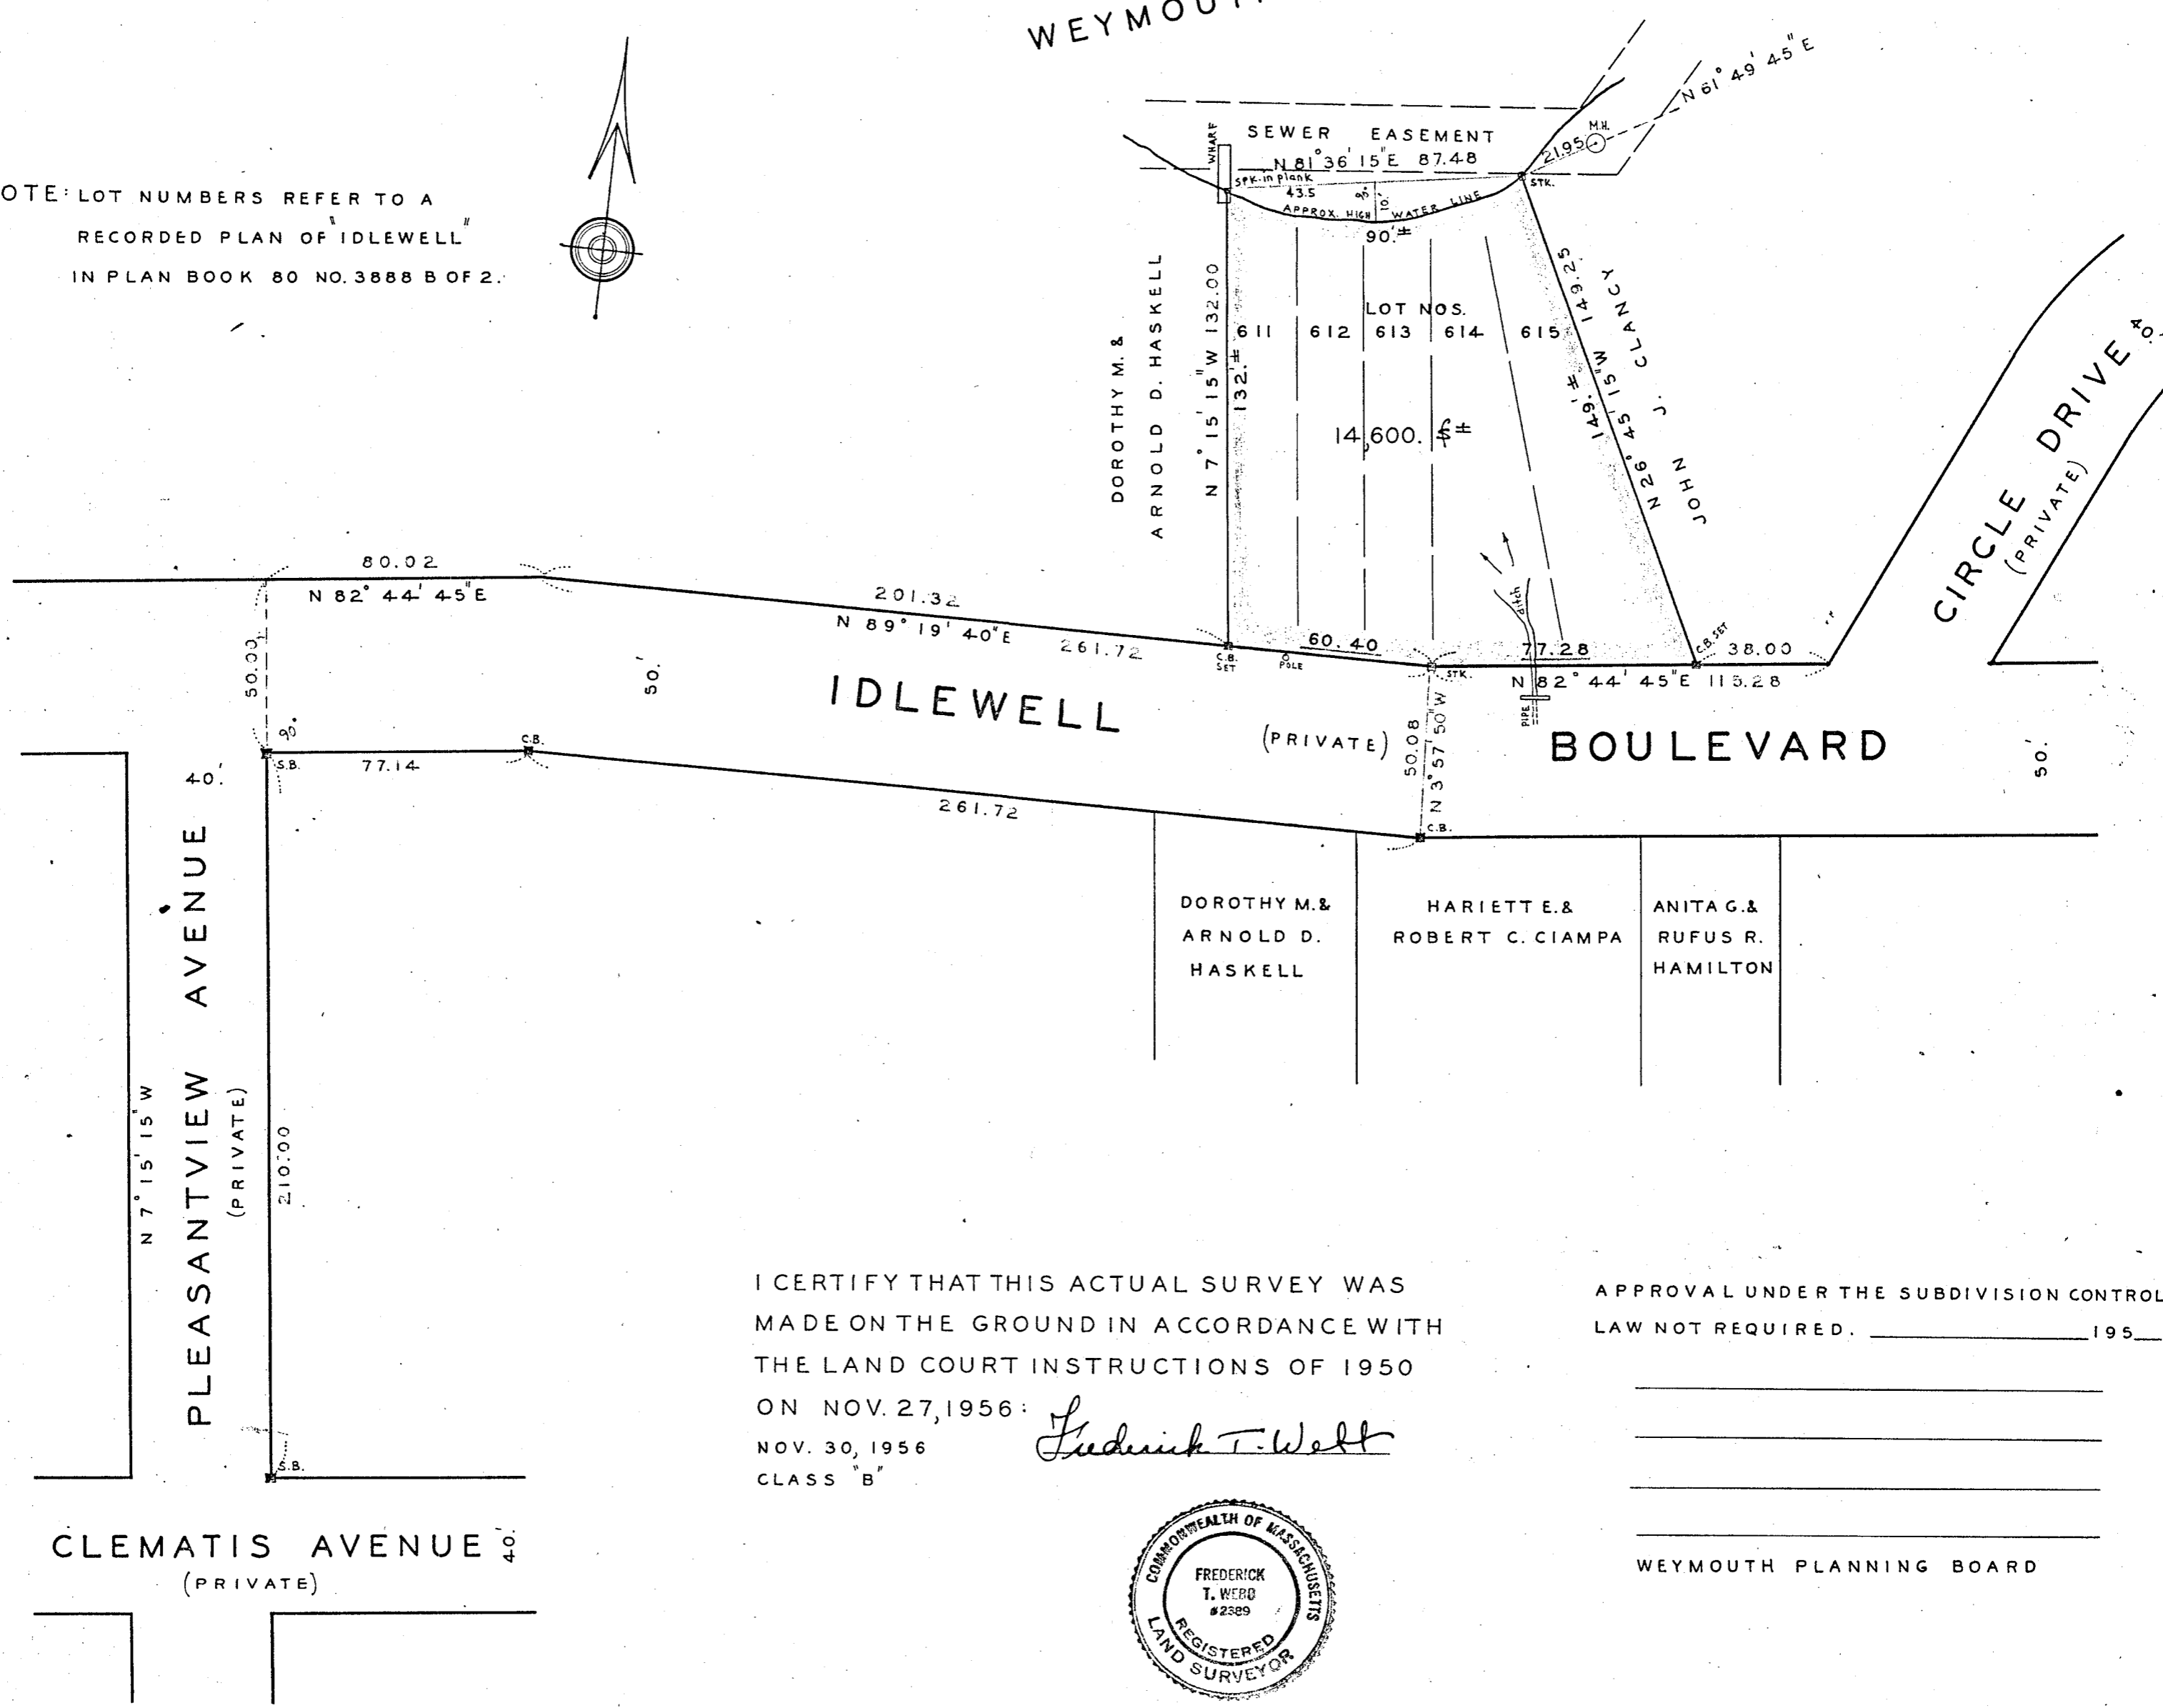 WEYMOUT
OTE: LOT NUMBERS REFER TO A
RECORDED PLAN OF "IDLEWELL"
IN PLAN BOOK 80 NO. 3888 B OF 2.
N 61° 49' 45" E
M.H.
21.95
WHARF
SEWER EASEMENT
N 81° 36' 15" E 87.48
SPK. in plank
43.5
90°
10.'
STK.
APPROX. HIGH WATER LINE
90.'±
DOROTHY M. &
ARNOLD D. HASKELL
N 7° 15' 15" W 132.00
132.'±
LOT NOS.
611 612 613 614 615
14,600. sf±
149.'± 149.25
N 26° 45' 15" W
JOHN J. CLANCY
CIRCLE DRIVE
(PRIVATE)
40.
80.02
N 82° 44' 45" E
201.32
N 89° 19' 40" E
261.72
C.B.
SET
POLE
60.40
STK.
ditch
77.28
C.B. SET
38.00
N 82° 44' 45" E 115.28
PIPE
50.00
90°
50.'
IDLEWELL
(PRIVATE)
50.08
N 3° 57' 50" W
BOULEVARD
50.'
40.'
S.B.
77.14
C.B.
261.72
C.B.
DOROTHY M. &
ARNOLD D.
HASKELL
HARIETT E. &
ROBERT C. CIAMPA
ANITA G. &
RUFUS R.
HAMILTON
N 7° 15' 15" W
PLEASANTVIEW AVENUE
(PRIVATE)
210.00
S.B.
CLEMATIS AVENUE
(PRIVATE)
40.'
I CERTIFY THAT THIS ACTUAL SURVEY WAS
MADE ON THE GROUND IN ACCORDANCE WITH
THE LAND COURT INSTRUCTIONS OF 1950
ON NOV. 27, 1956:
NOV. 30, 1956
CLASS "B"
Frederick T. Webb
COMMONWEALTH OF MASSACHUSETTS
FREDERICK
T. WEBB
#2389
REGISTERED
LAND SURVEYOR
APPROVAL UNDER THE SUBDIVISION CONTROL
LAW NOT REQUIRED. 195
WEYMOUTH PLANNING BOARD